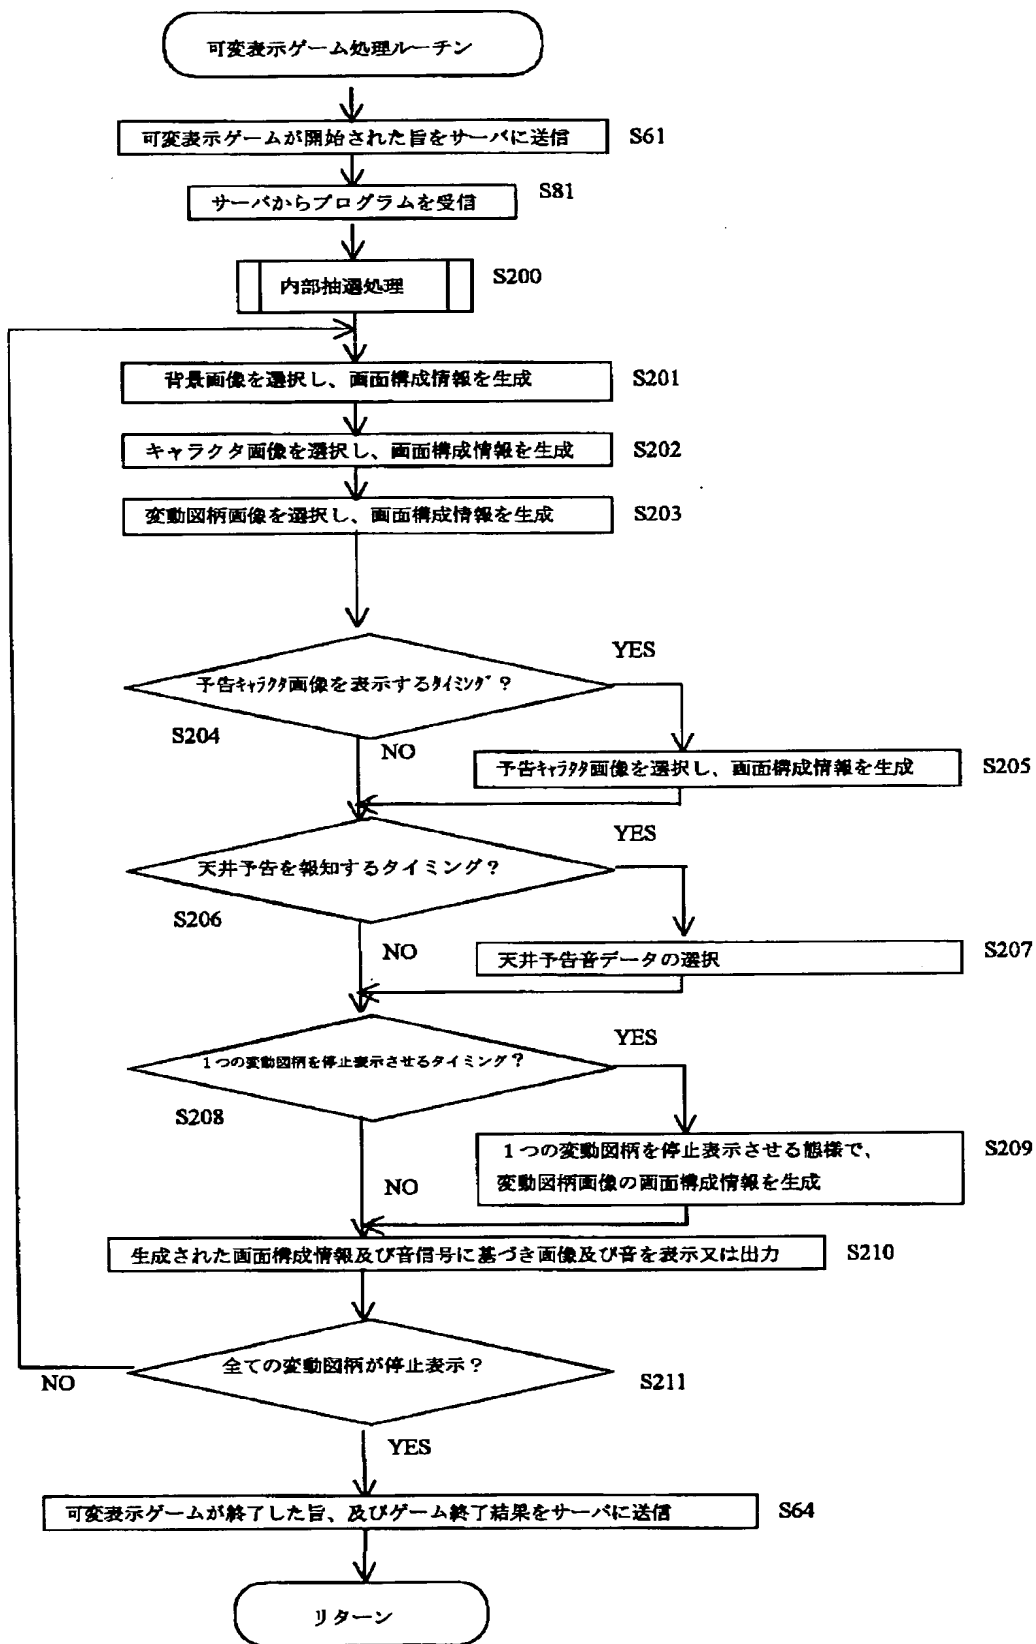 可変表示ゲーム処理ルーチン
可変表示ゲームが開始された旨をサーバに送信
S61
サーバからプログラムを受信
S81
内部抽選処理
S200
背景画像を選択し、画面構成情報を生成
S201
キャラクタ画像を選択し、画面構成情報を生成
S202
変動図柄画像を選択し、画面構成情報を生成
S203
予告ｷｬﾗｸﾀ画像を表示するﾀｲﾐﾝｸﾞ？
YES
S204
NO
予告ｷｬﾗｸﾀ画像を選択し、画面構成情報を生成
S205
天井予告を報知するタイミング？
YES
S206
NO
天井予告音データの選択
S207
１つの変動図柄を停止表示させるタイミング？
YES
S208
NO
１つの変動図柄を停止表示させる態様で、
変動図柄画像の画面構成情報を生成
S209
生成された画面構成情報及び音信号に基づき画像及び音を表示又は出力
S210
全ての変動図柄が停止表示？
NO
S211
YES
可変表示ゲームが終了した旨、及びゲーム終了結果をサーバに送信
S64
リターン